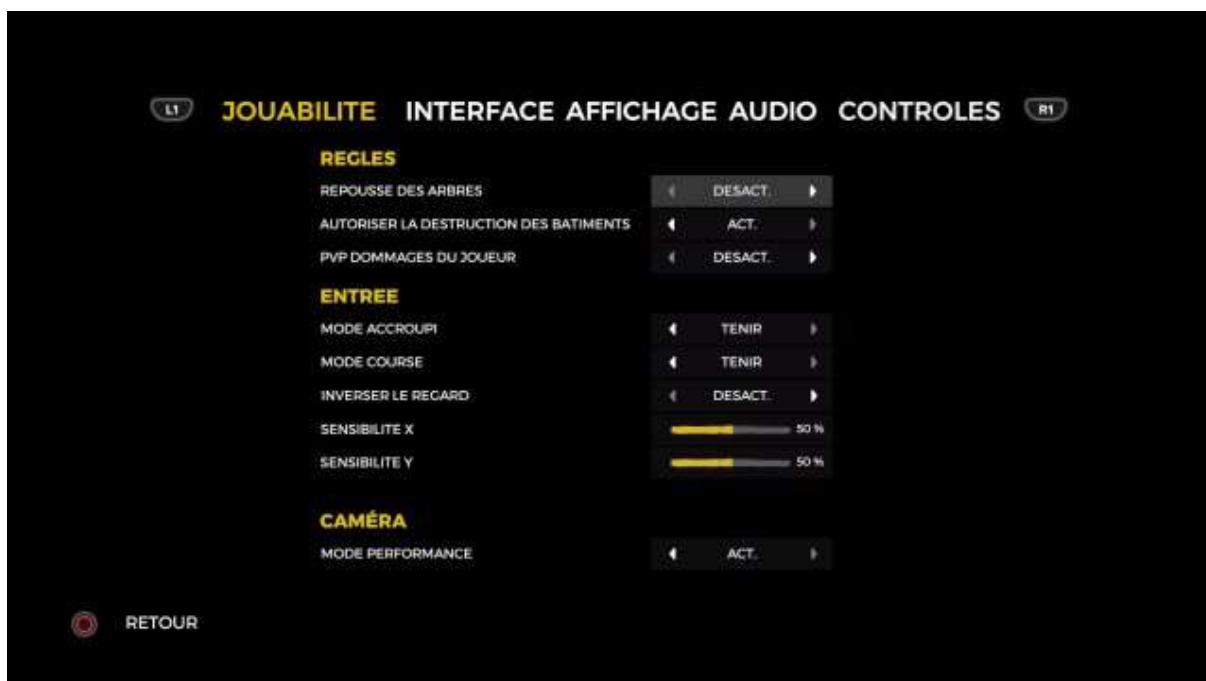 L1 JOUABILITE INTERFACE AFFICHAGE AUDIO CONTROLES R1
REGLES
REPOUSSE DES ARBRES DESACT.
AUTORISER LA DESTRUCTION DES BATIMENTS ACT.
PVP DOMMAGES DU JOUEUR DESACT.
ENTREE
MODE ACCROUPI TENIR
MODE COURSE TENIR
INVERSER LE REGARD DESACT.
SENSIBILITE X 50 %
SENSIBILITE Y 50 %
CAMÉRA
MODE PERFORMANCE ACT.
RETOUR